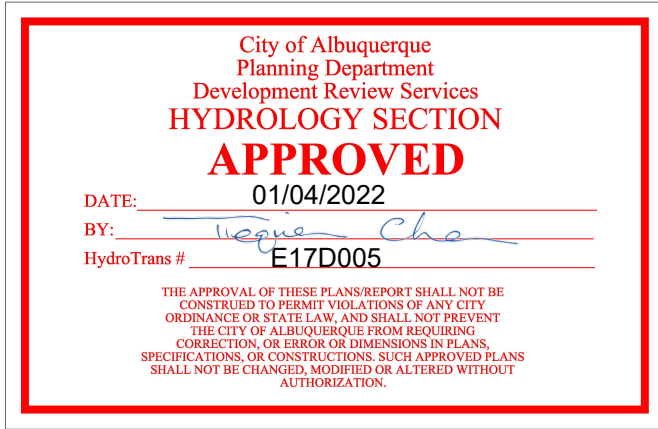 City of Albuquerque
Planning Department
Development Review Services
HYDROLOGY SECTION
APPROVED
DATE: 01/04/2022
BY:
HydroTrans # E17D005
THE APPROVAL OF THESE PLANS/REPORT SHALL NOT BE
CONSTRUED TO PERMIT VIOLATIONS OF ANY CITY
ORDINANCE OR STATE LAW, AND SHALL NOT PREVENT
THE CITY OF ALBUQUERQUE FROM REQUIRING
CORRECTION, OR ERROR OR DIMENSIONS IN PLANS,
SPECIFICATIONS, OR CONSTRUCTIONS. SUCH APPROVED PLANS
SHALL NOT BE CHANGED, MODIFIED OR ALTERED WITHOUT
AUTHORIZATION.